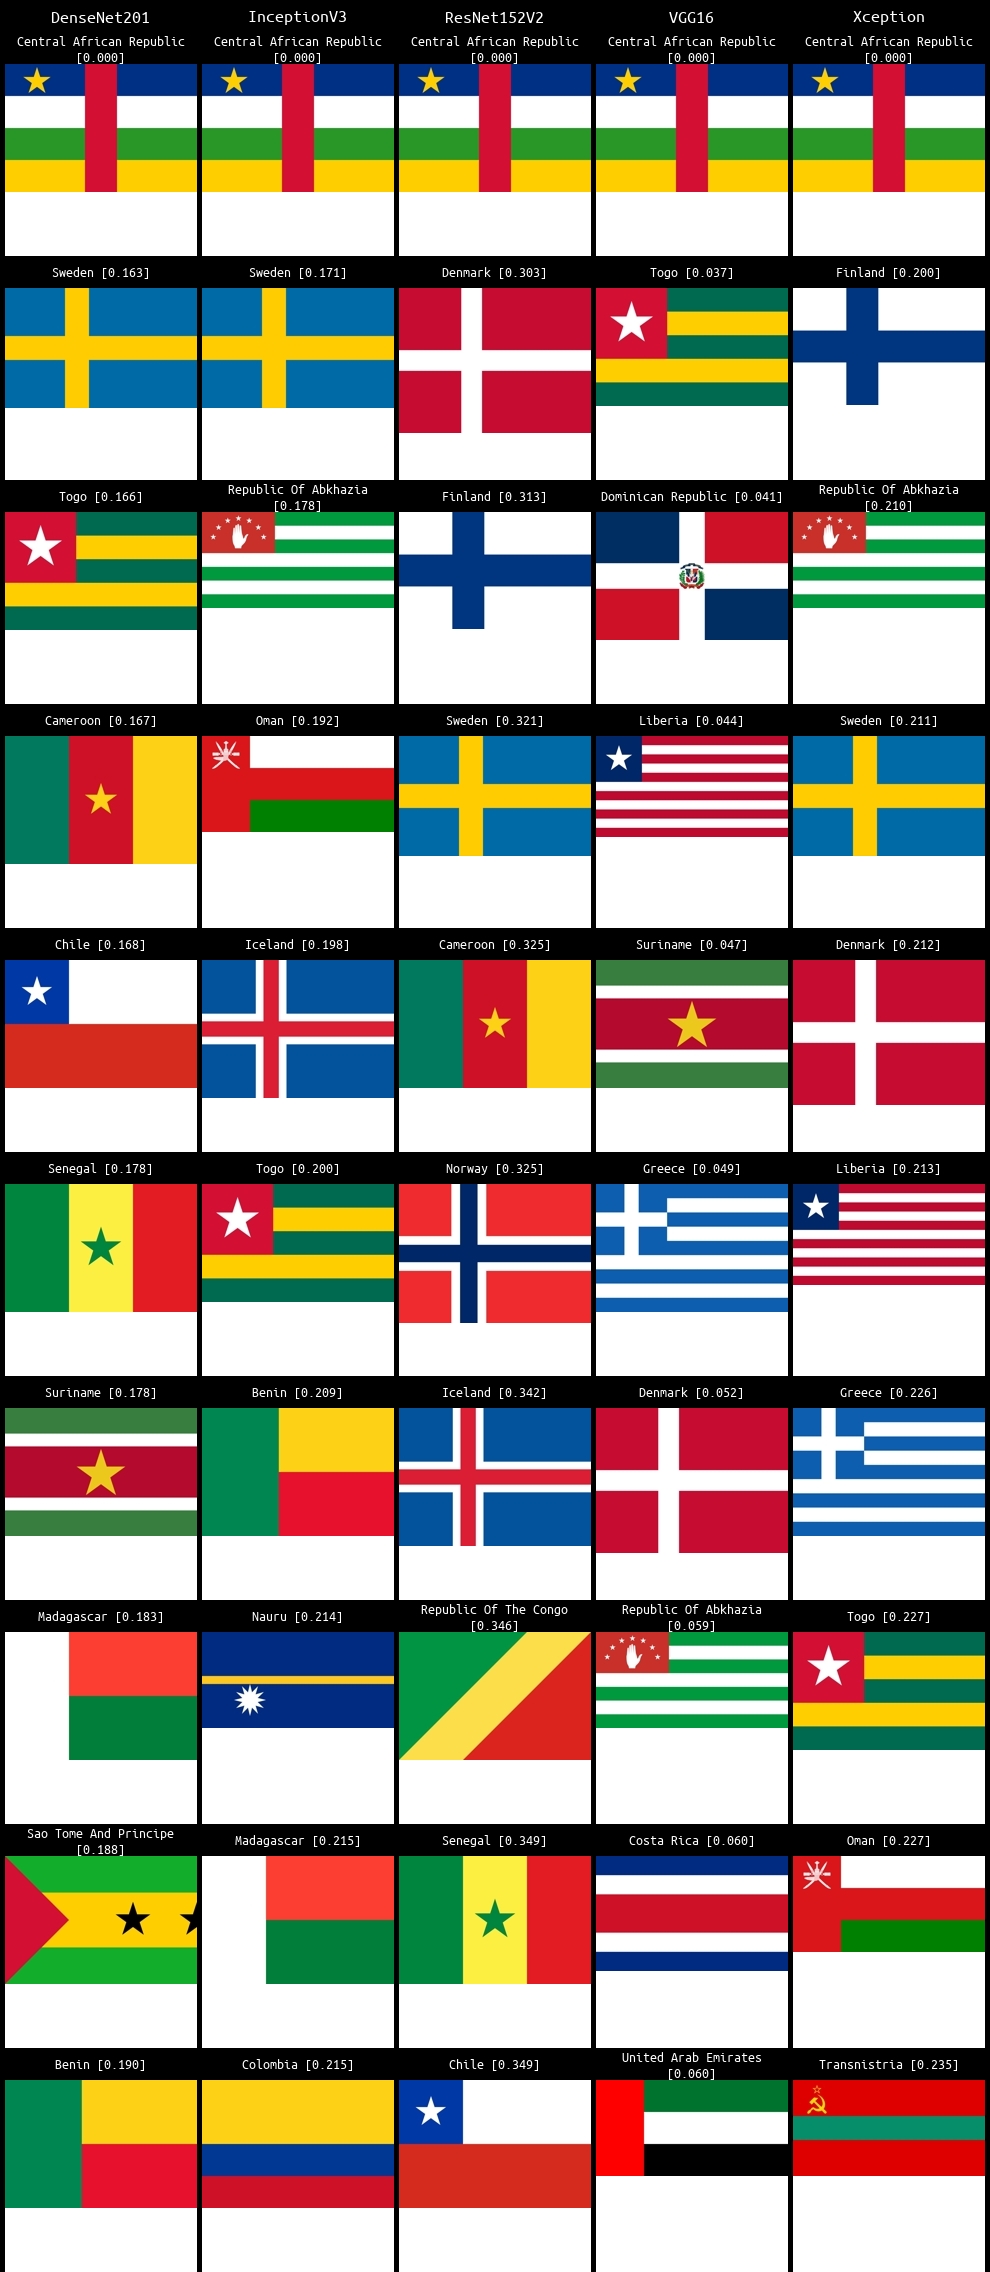 DenseNet201 InceptionV3 ResNet152V2 VGG16 Xception
Central African Republic Central African Republic Central African Republic Central African Republic Central African Republic
[0.000] [0.000] [0.000] [0.000] [0.000]
Sweden [0.163] Sweden [0.171] Denmark [0.303] Togo [0.037] Finland [0.200]
Togo [0.166] Republic Of Abkhazia [0.178] Finland [0.313] Dominican Republic [0.041] Republic Of Abkhazia [0.210]
Cameroon [0.167] Oman [0.192] Sweden [0.321] Liberia [0.044] Sweden [0.211]
Chile [0.168] Iceland [0.198] Cameroon [0.325] Suriname [0.047] Denmark [0.212]
Senegal [0.178] Togo [0.200] Norway [0.325] Greece [0.049] Liberia [0.213]
Suriname [0.178] Benin [0.209] Iceland [0.342] Denmark [0.052] Greece [0.226]
Madagascar [0.183] Nauru [0.214] Republic Of The Congo [0.346] Republic Of Abkhazia [0.059] Togo [0.227]
Sao Tome And Principe [0.188] Madagascar [0.215] Senegal [0.349] Costa Rica [0.060] Oman [0.227]
Benin [0.190] Colombia [0.215] Chile [0.349] United Arab Emirates [0.060] Transnistria [0.235]